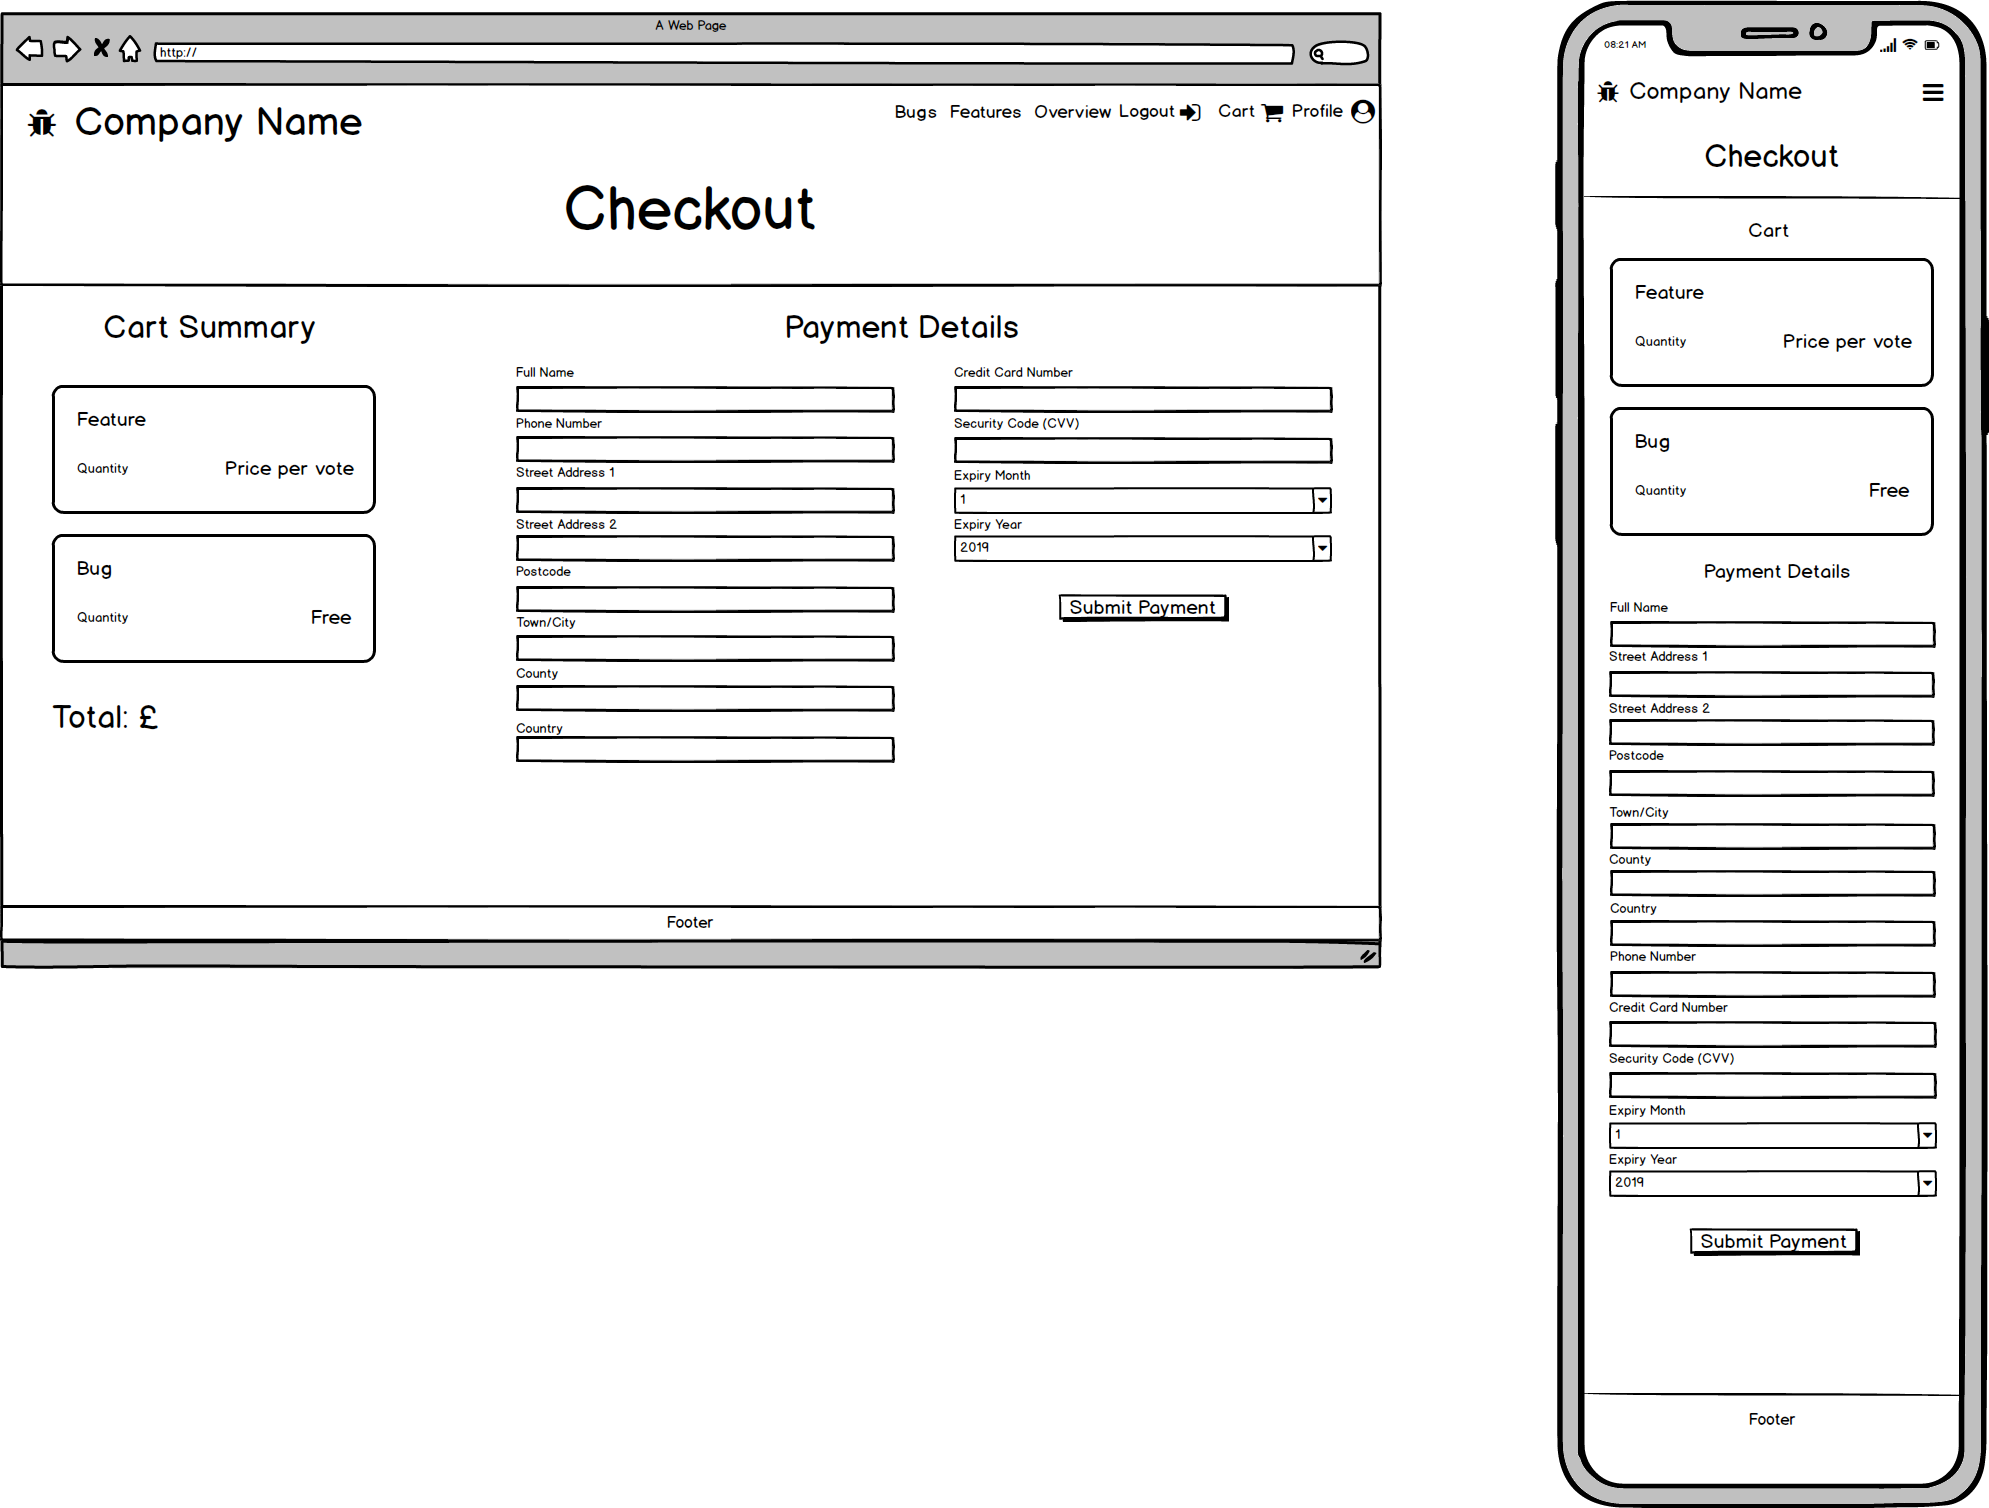 A Web Page
http://
Company Name
Bugs Features Overview Logout Cart Profile
Checkout
Cart Summary
Feature
Quantity Price per vote
Bug
Quantity Free
Total: £
Payment Details
Full Name
Phone Number
Street Address 1
Street Address 2
Postcode
Town/City
County
Country
Credit Card Number
Security Code (CVV)
Expiry Month
1
Expiry Year
2019
Submit Payment
Footer
08:21 AM
Company Name
Checkout
Cart
Feature
Quantity Price per vote
Bug
Quantity Free
Payment Details
Full Name
Street Address 1
Street Address 2
Postcode
Town/City
County
Country
Phone Number
Credit Card Number
Security Code (CVV)
Expiry Month
1
Expiry Year
2019
Submit Payment
Footer